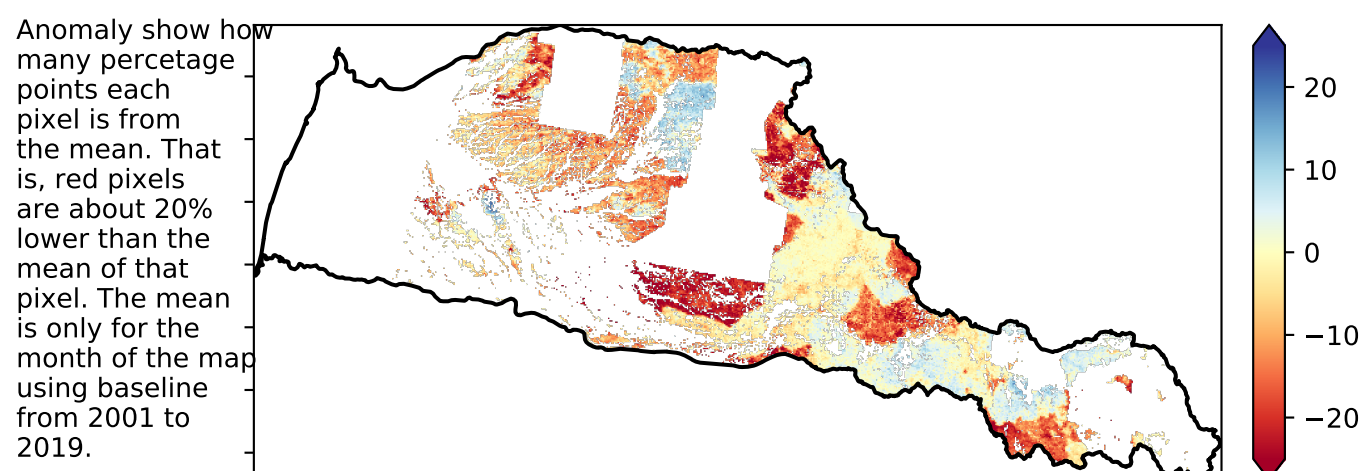 Anomaly show how
many percetage
points each
pixel is from
the mean. That
is, red pixels
are about 20%
lower than the
mean of that
pixel. The mean
is only for the
month of the map
using baseline
from 2001 to
2019.
20
10
0
−10
−20